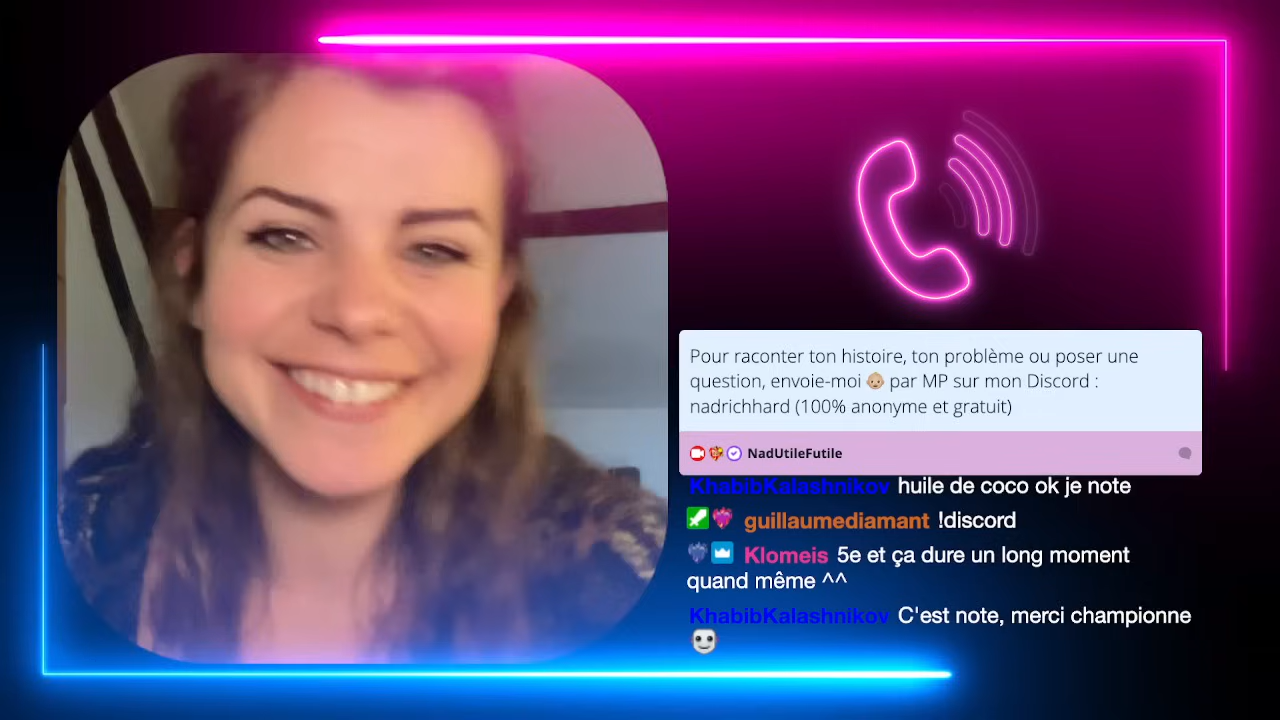 Pour raconter ton histoire, ton problème ou poser une
question, envoie-moi 👶🏼 par MP sur mon Discord :
nadrichhard (100% anonyme et gratuit)
NadUtileFutile
KhabibKalashnikov huile de coco ok je note
guillaumediamant !discord
Klomeis 5e et ça dure un long moment
quand même ^^
KhabibKalashnikov C'est note, merci championne